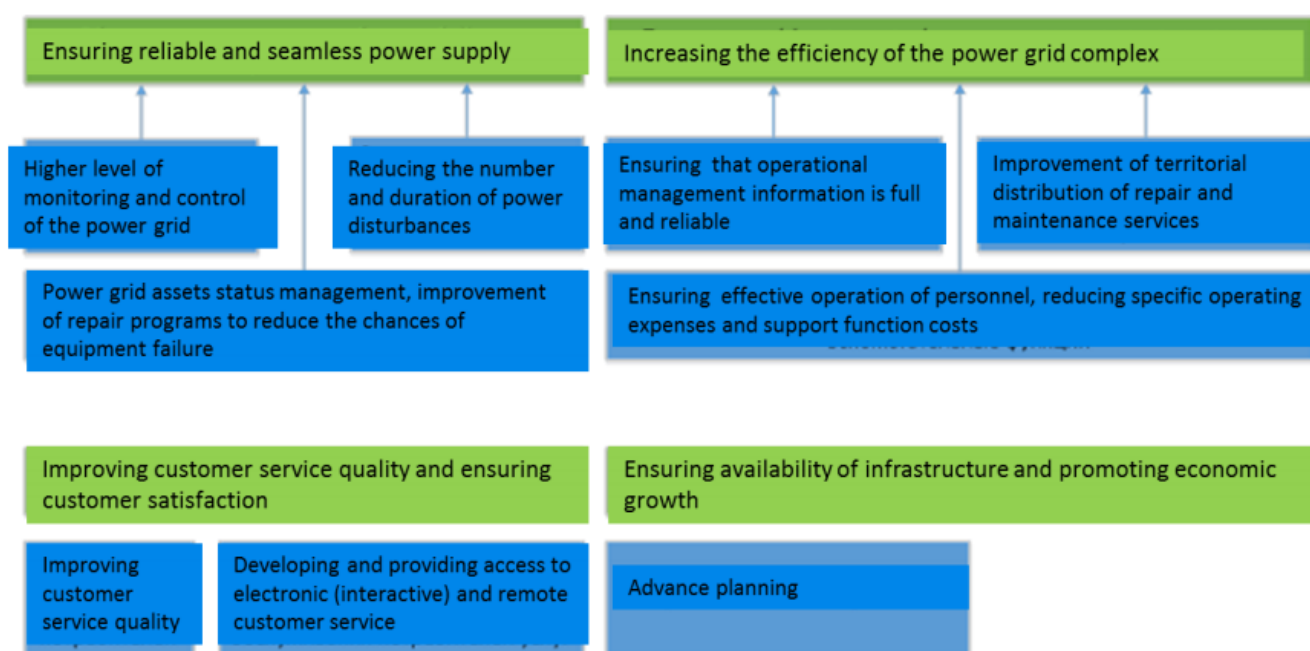 Ensuring reliable and seamless power supply
Increasing the efficiency of the power grid complex
Higher level of
monitoring and control
of the power grid
Reducing the number
and duration of power
disturbances
Ensuring that operational
management information is full
and reliable
Improvement of territorial
distribution of repair and
maintenance services
Power grid assets status management, improvement
of repair programs to reduce the chances of
equipment failure
Ensuring effective operation of personnel, reducing specific operating
expenses and support function costs
Improving customer service quality and ensuring
customer satisfaction
Ensuring availability of infrastructure and promoting economic
growth
Improving
customer
service quality
Developing and providing access to
electronic (interactive) and remote
customer service
Advance planning